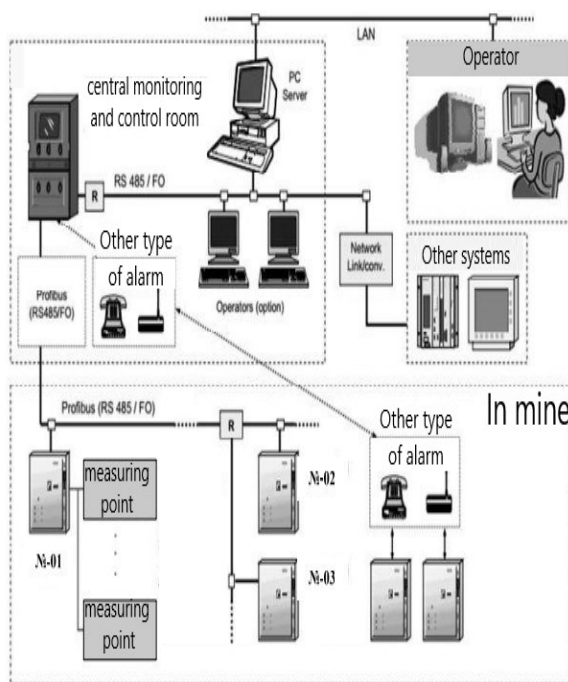 LAN
central monitoring
and control room
PC
Server
Operator
RS 485 / FO
R
Other type
of alarm
Profibus
(RS485/FO)
Operators (option)
Network
Link/conv.
Other systems
In mine
Profibus (RS 485 / FO)
R
Other type
of alarm
measuring
point
№-01
№-02
№-03
measuring
point